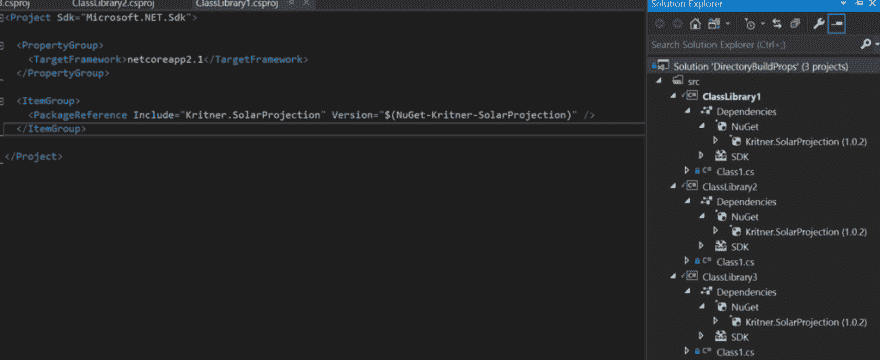 3.csproj ClassLibrary2.csproj ClassLibrary1.csproj
<Project Sdk="Microsoft.NET.Sdk">
<PropertyGroup>
<TargetFramework>netcoreapp2.1</TargetFramework>
</PropertyGroup>
<ItemGroup>
<PackageReference Include="Kritner.SolarProjection" Version="$(NuGet-Kritner-SolarProjection)" />
</ItemGroup>
</Project>
Solution Explorer
Search Solution Explorer (Ctrl+;)
Solution 'DirectoryBuildProps' (3 projects)
src
C# ClassLibrary1
Dependencies
NuGet
Kritner.SolarProjection (1.0.2)
SDK
C# Class1.cs
C# ClassLibrary2
Dependencies
NuGet
Kritner.SolarProjection (1.0.2)
SDK
C# Class1.cs
C# ClassLibrary3
Dependencies
NuGet
Kritner.SolarProjection (1.0.2)
SDK
C# Class1.cs